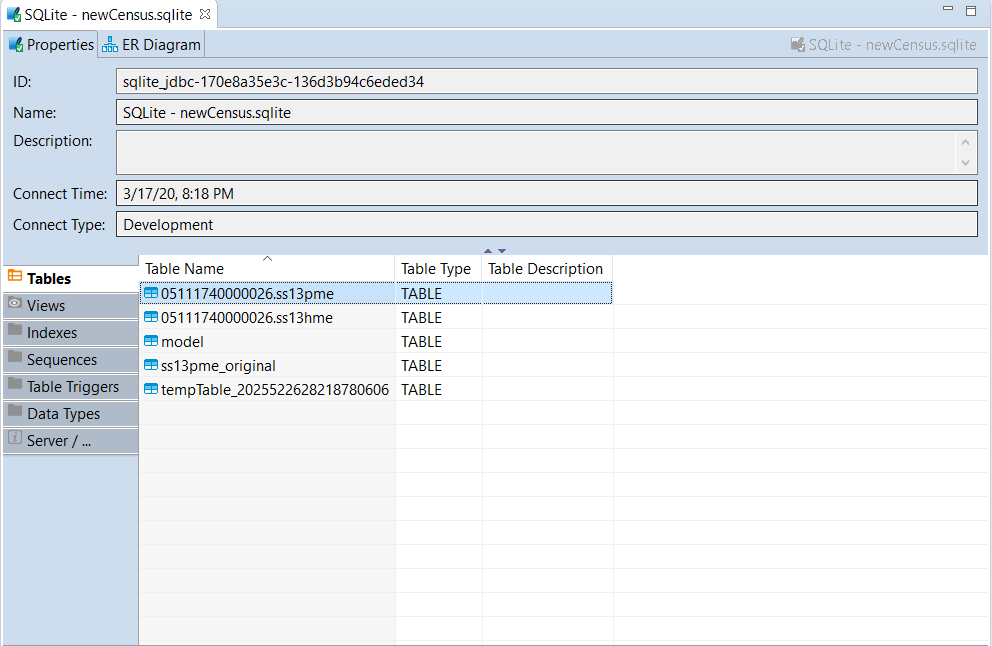 SQLite - newCensus.sqlite
Properties ER Diagram SQLite - newCensus.sqlite
ID: sqlite_jdbc-170e8a35e3c-136d3b94c6eded34
Name: SQLite - newCensus.sqlite
Description:
Connect Time: 3/17/20, 8:18 PM
Connect Type: Development
Tables
Views
Indexes
Sequences
Table Triggers
Data Types
Server / ...
Table Name Table Type Table Description
05111740000026.ss13pme TABLE
05111740000026.ss13hme TABLE
model TABLE
ss13pme_original TABLE
tempTable_2025522628218780606 TABLE